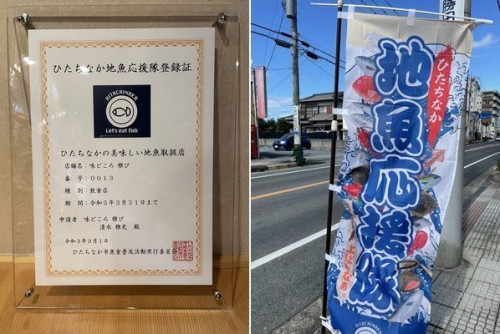 ひたちなか地魚応援隊登録証
HITACHINAKA
Let's eat fish
ひたちなかの美味しい地魚取扱店
店舗名:味どころ 雅び
番 号:0013
種 別:飲食店
期 間:令和5年3月31日まで
申請者 味どころ 雅び
清水 雅史 殿
令和3年9月1日
ひたちなか市魚食普及活動実行委員会
ひたちなか
地魚応援隊